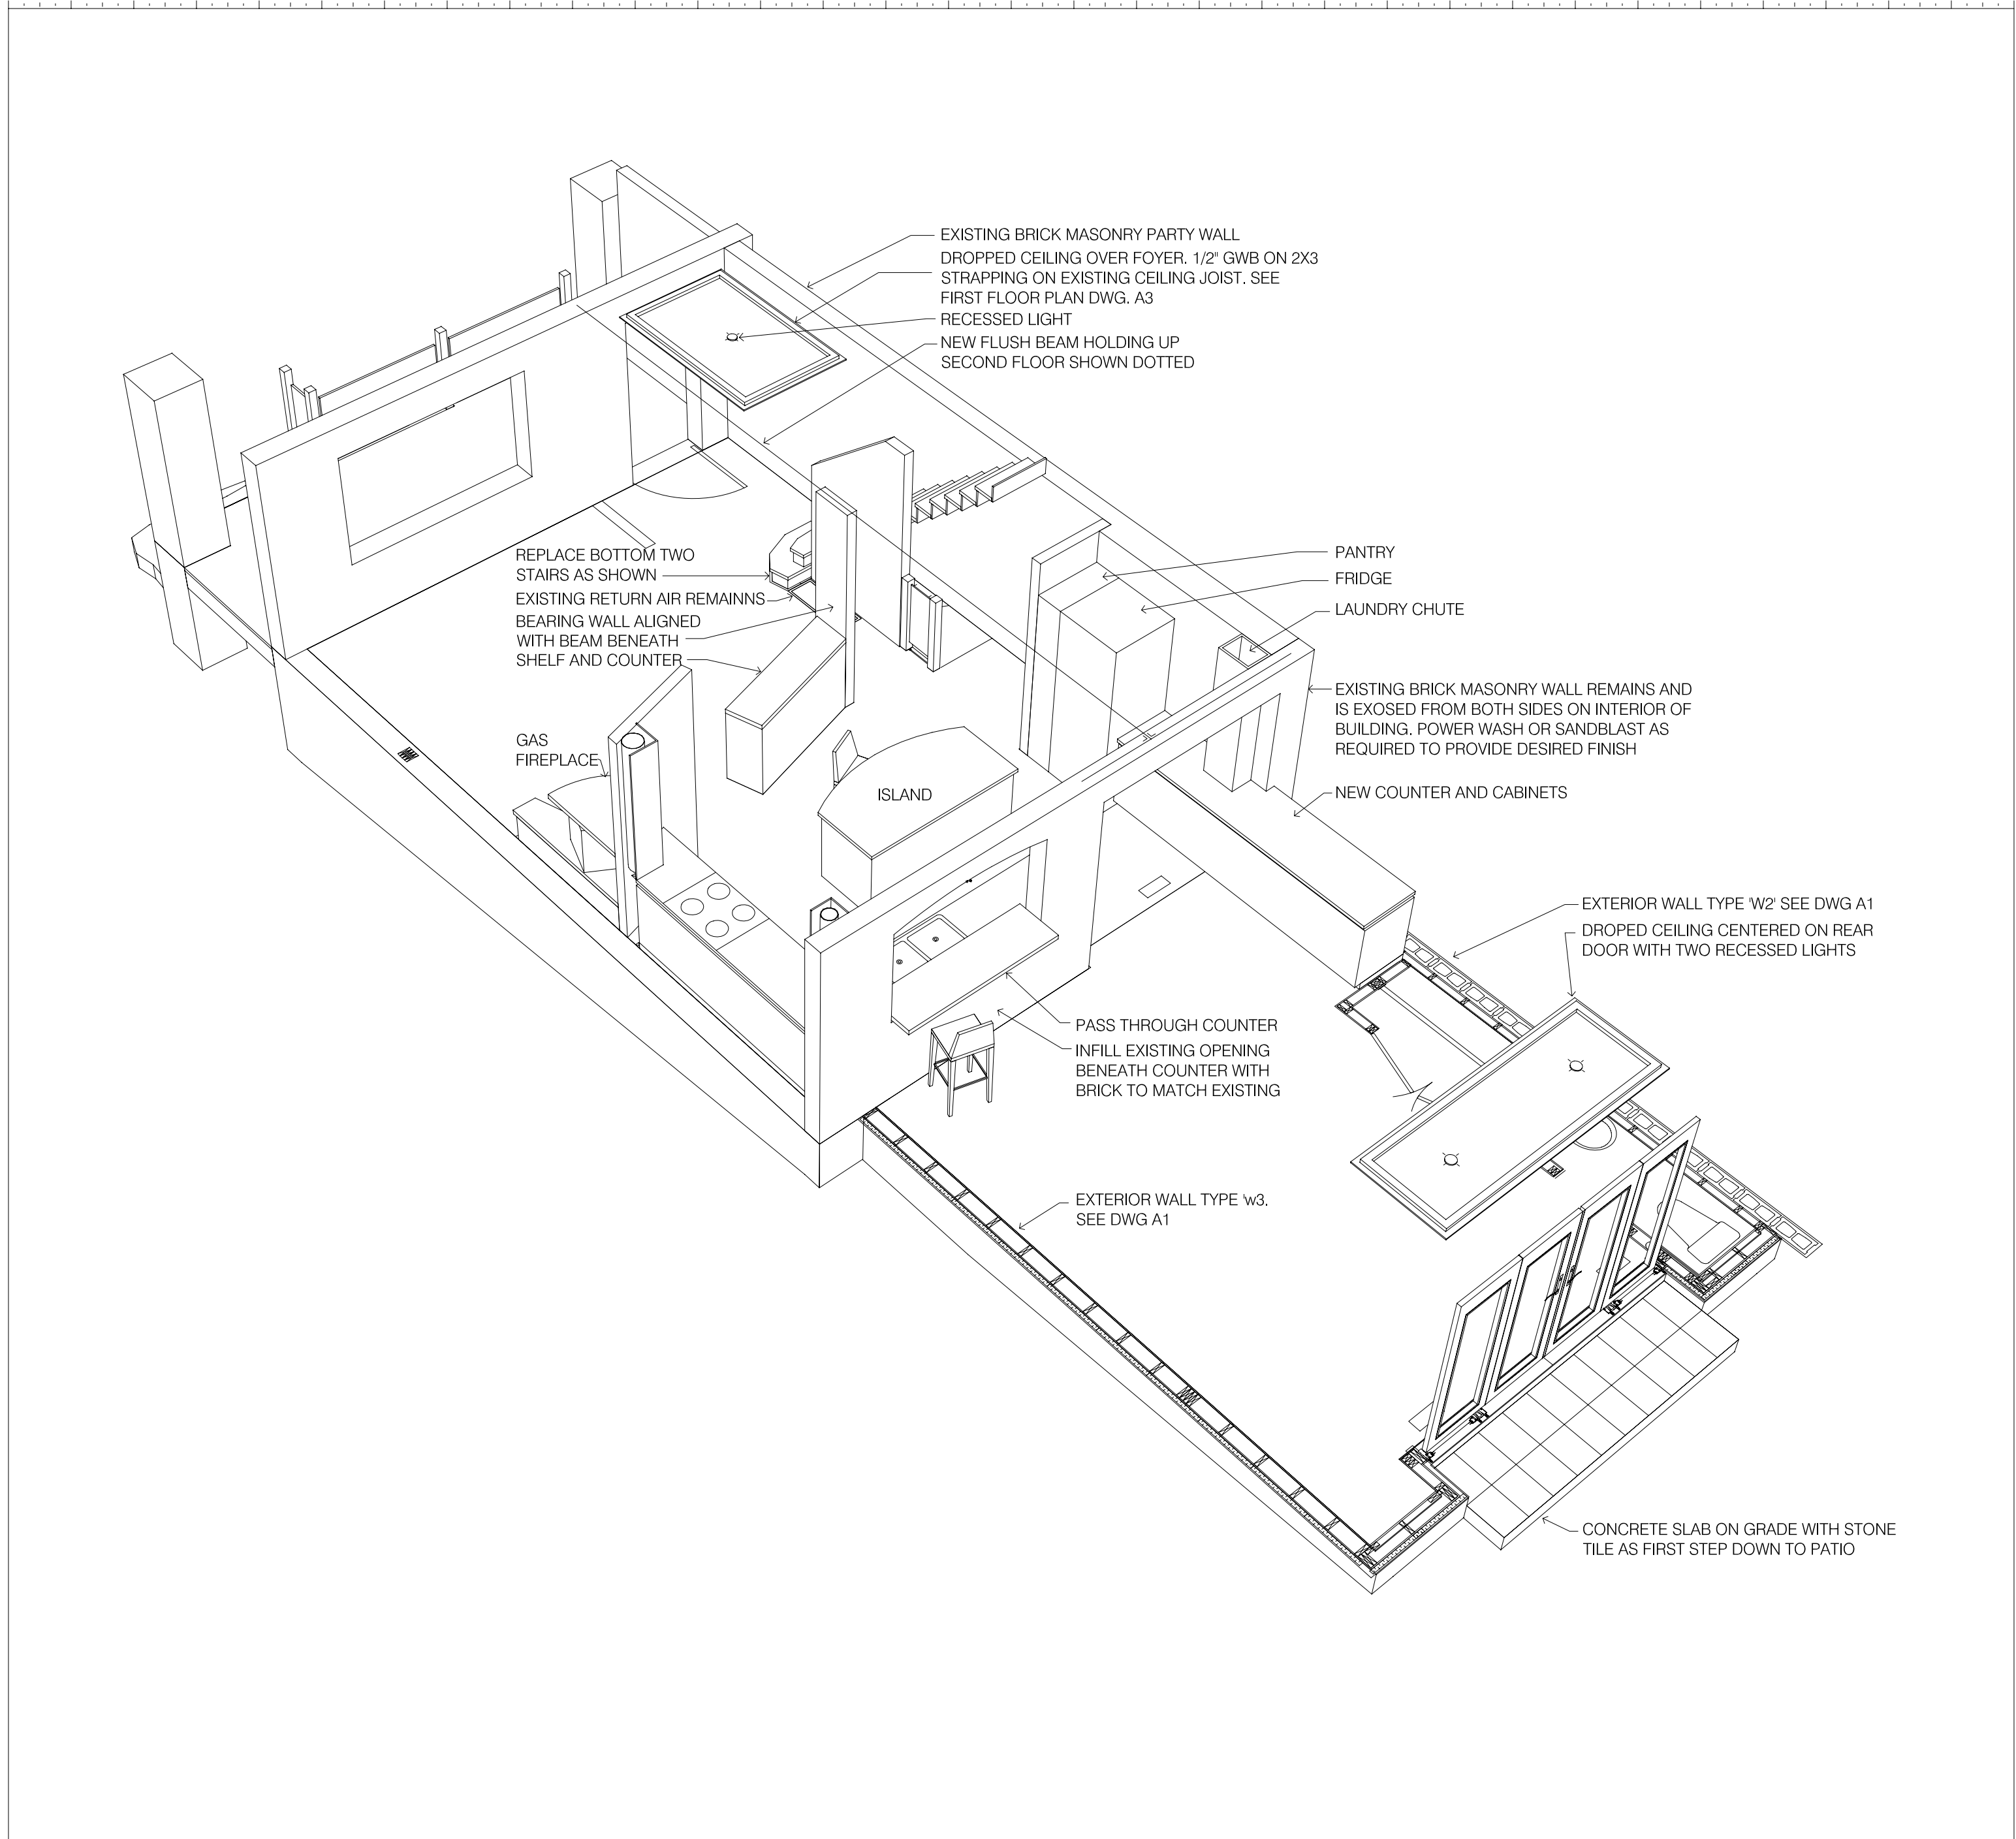 EXISTING BRICK MASONRY PARTY WALL
DROPPED CEILING OVER FOYER. 1/2" GWB ON 2X3
STRAPPING ON EXISTING CEILING JOIST. SEE
FIRST FLOOR PLAN DWG. A3
RECESSED LIGHT
NEW FLUSH BEAM HOLDING UP
SECOND FLOOR SHOWN DOTTED
REPLACE BOTTOM TWO
STAIRS AS SHOWN
EXISTING RETURN AIR REMAINNS
BEARING WALL ALIGNED
WITH BEAM BENEATH
SHELF AND COUNTER
PANTRY
FRIDGE
LAUNDRY CHUTE
EXISTING BRICK MASONRY WALL REMAINS AND
IS EXOSED FROM BOTH SIDES ON INTERIOR OF
BUILDING. POWER WASH OR SANDBLAST AS
REQUIRED TO PROVIDE DESIRED FINISH
GAS
FIREPLACE
ISLAND
NEW COUNTER AND CABINETS
EXTERIOR WALL TYPE 'W2' SEE DWG A1
DROPED CEILING CENTERED ON REAR
DOOR WITH TWO RECESSED LIGHTS
PASS THROUGH COUNTER
INFILL EXISTING OPENING
BENEATH COUNTER WITH
BRICK TO MATCH EXISTING
EXTERIOR WALL TYPE 'w3.
SEE DWG A1
CONCRETE SLAB ON GRADE WITH STONE
TILE AS FIRST STEP DOWN TO PATIO